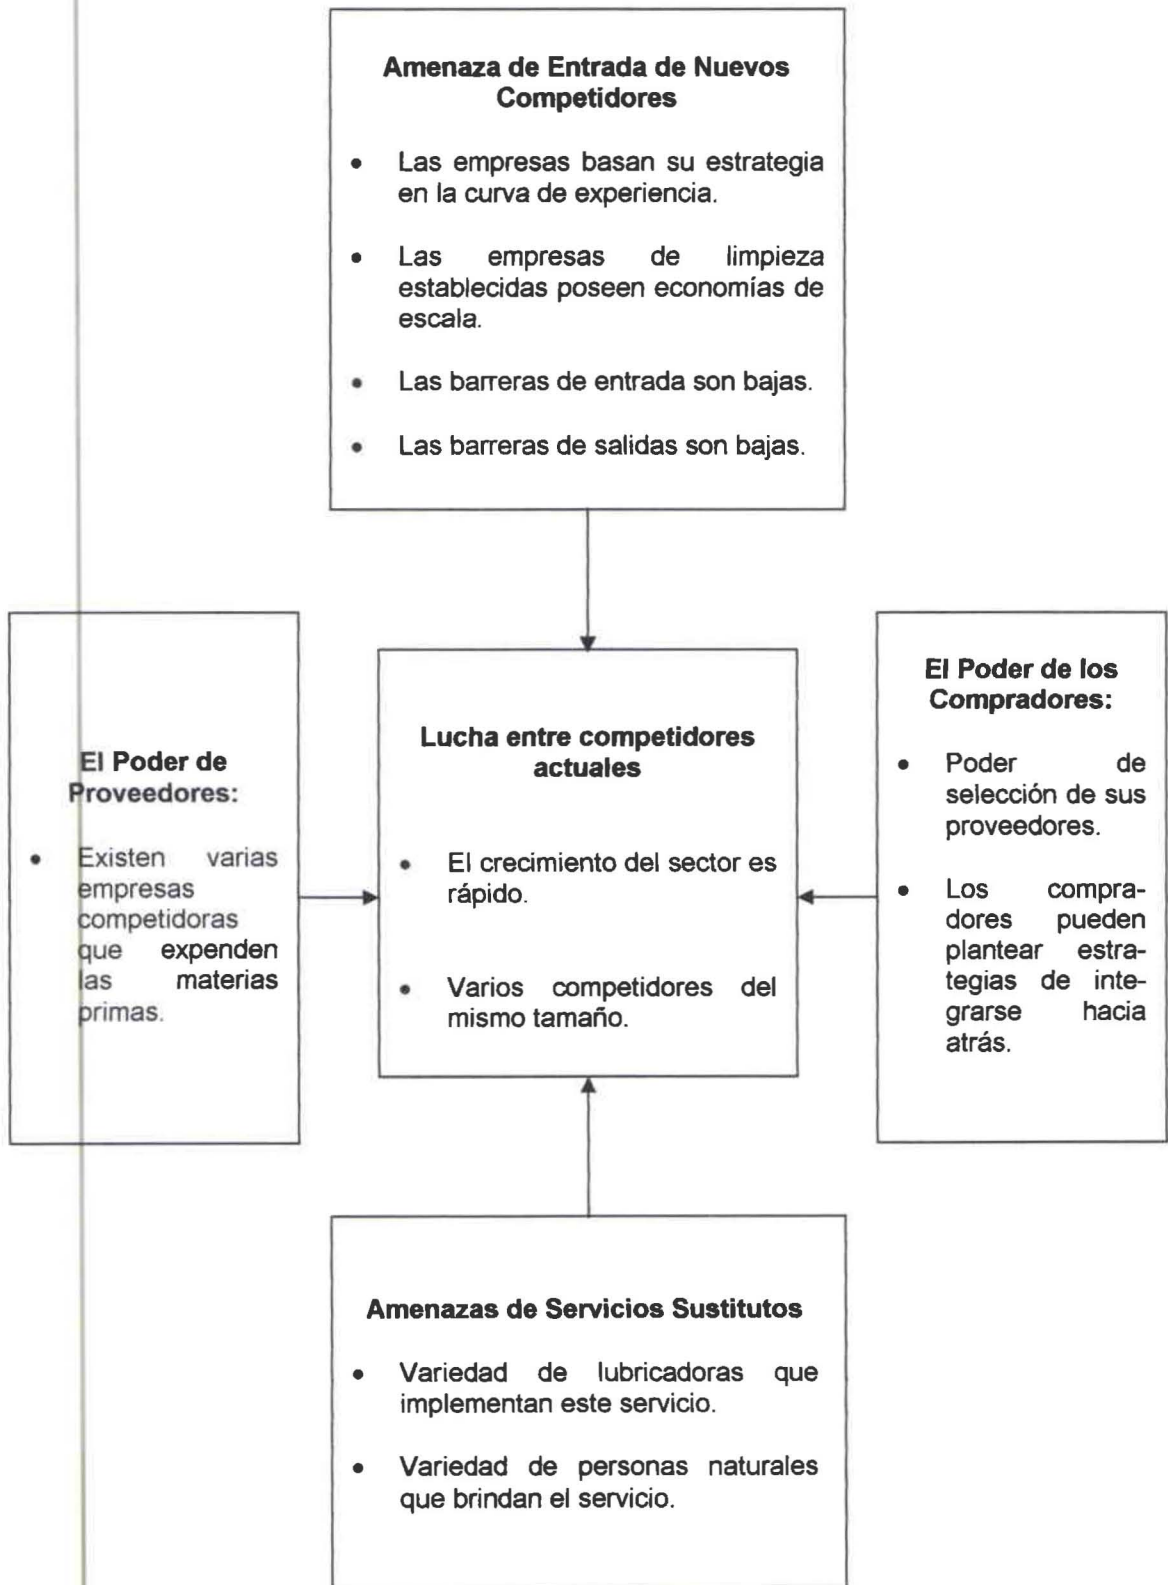 Amenaza de Entrada de Nuevos
Competidores
• Las empresas basan su estrategia
en la curva de experiencia.
• Las empresas de limpieza
establecidas poseen economías de
escala.
• Las barreras de entrada son bajas.
• Las barreras de salidas son bajas.
El Poder de
Proveedores:
• Existen varias
empresas
competidoras
que expenden
las materias
primas.
Lucha entre competidores
actuales
• El crecimiento del sector es
rápido.
• Varios competidores del
mismo tamaño.
El Poder de los
Compradores:
• Poder de
selección de sus
proveedores.
• Los compra-
dores pueden
plantear estra-
tegias de inte-
grarse hacia
atrás.
Amenazas de Servicios Sustitutos
• Variedad de lubricadoras que
implementan este servicio.
• Variedad de personas naturales
que brindan el servicio.